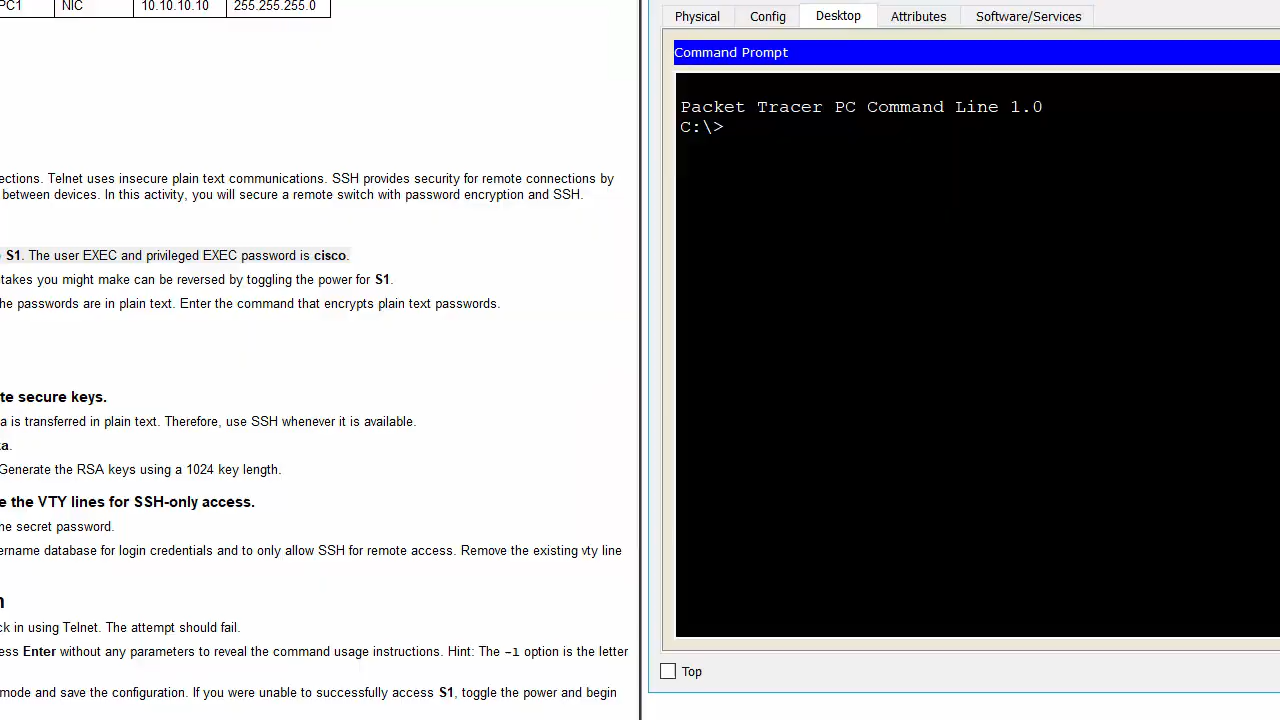 PC1 NIC 10.10.10.10 255.255.255.0
ections. Telnet uses insecure plain text communications. SSH provides security for remote connections by
between devices. In this activity, you will secure a remote switch with password encryption and SSH.
S1. The user EXEC and privileged EXEC password is cisco.
takes you might make can be reversed by toggling the power for S1.
he passwords are in plain text. Enter the command that encrypts plain text passwords.
te secure keys.
a is transferred in plain text. Therefore, use SSH whenever it is available.
a.
Generate the RSA keys using a 1024 key length.
e the VTY lines for SSH-only access.
he secret password.
ername database for login credentials and to only allow SSH for remote access. Remove the existing vty line
n
ck in using Telnet. The attempt should fail.
ess Enter without any parameters to reveal the command usage instructions. Hint: The -l option is the letter
mode and save the configuration. If you were unable to successfully access S1, toggle the power and begin
Physical Config Desktop Attributes Software/Services
Command Prompt
Packet Tracer PC Command Line 1.0
C:\>
Top